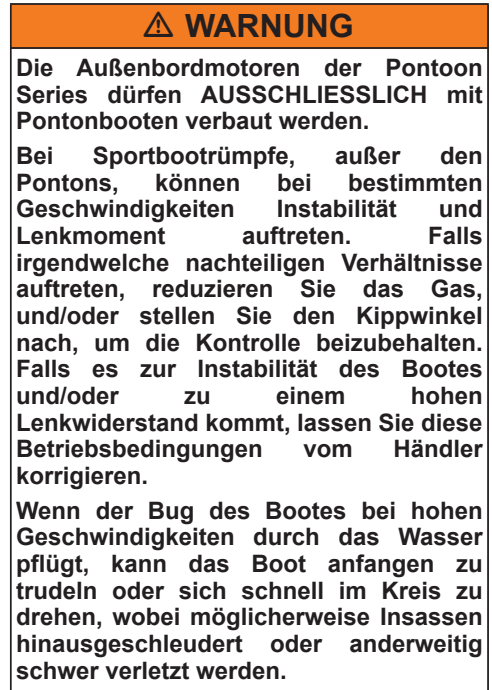 ⚠ WARNUNG
Die Außenbordmotoren der Pontoon
Series dürfen AUSSCHLIESSLICH mit
Pontonbooten verbaut werden.
Bei Sportbootrümpfe, außer den
Pontons, können bei bestimmten
Geschwindigkeiten Instabilität und
Lenkmoment auftreten. Falls
irgendwelche nachteiligen Verhältnisse
auftreten, reduzieren Sie das Gas,
und/oder stellen Sie den Kippwinkel
nach, um die Kontrolle beizubehalten.
Falls es zur Instabilität des Bootes
und/oder zu einem hohen
Lenkwiderstand kommt, lassen Sie diese
Betriebsbedingungen vom Händler
korrigieren.
Wenn der Bug des Bootes bei hohen
Geschwindigkeiten durch das Wasser
pflügt, kann das Boot anfangen zu
trudeln oder sich schnell im Kreis zu
drehen, wobei möglicherweise Insassen
hinausgeschleudert oder anderweitig
schwer verletzt werden.